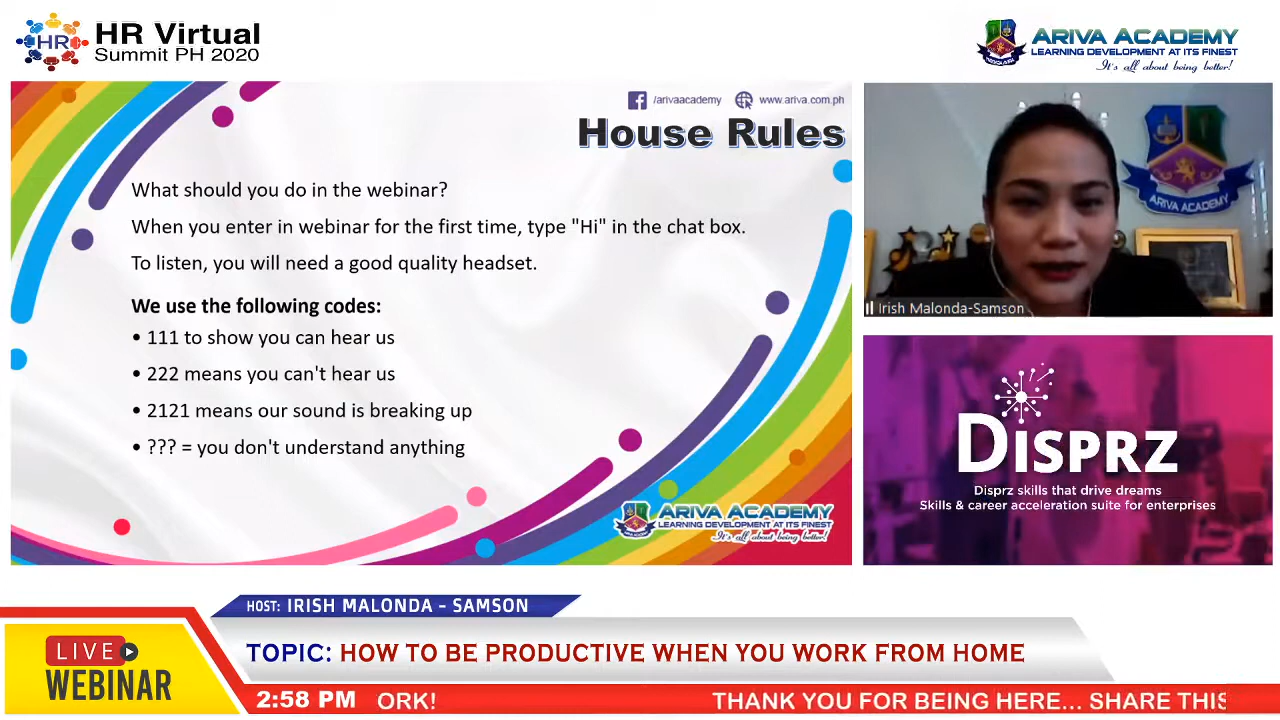 HR
HR Virtual
Summit PH 2020
ARIVA ACADEMY
LEARNING DEVELOPMENT AT ITS FINEST
It's all about being better!
/arivaacademy
www.ariva.com.ph
House Rules
What should you do in the webinar?
When you enter in webinar for the first time, type "Hi" in the chat box.
To listen, you will need a good quality headset.
We use the following codes:
• 111 to show you can hear us
• 222 means you can't hear us
• 2121 means our sound is breaking up
• ??? = you don't understand anything
ARIVA ACADEMY
LEARNING DEVELOPMENT AT ITS FINEST
It's all about being better!
ARIVA ACADEMY
Irish Malonda-Samson
DISPRZ
Disprz skills that drive dreams
Skills & career acceleration suite for enterprises
HOST: IRISH MALONDA - SAMSON
TOPIC: HOW TO BE PRODUCTIVE WHEN YOU WORK FROM HOME
LIVE
WEBINAR
2:58 PM
ORK! THANK YOU FOR BEING HERE... SHARE THIS